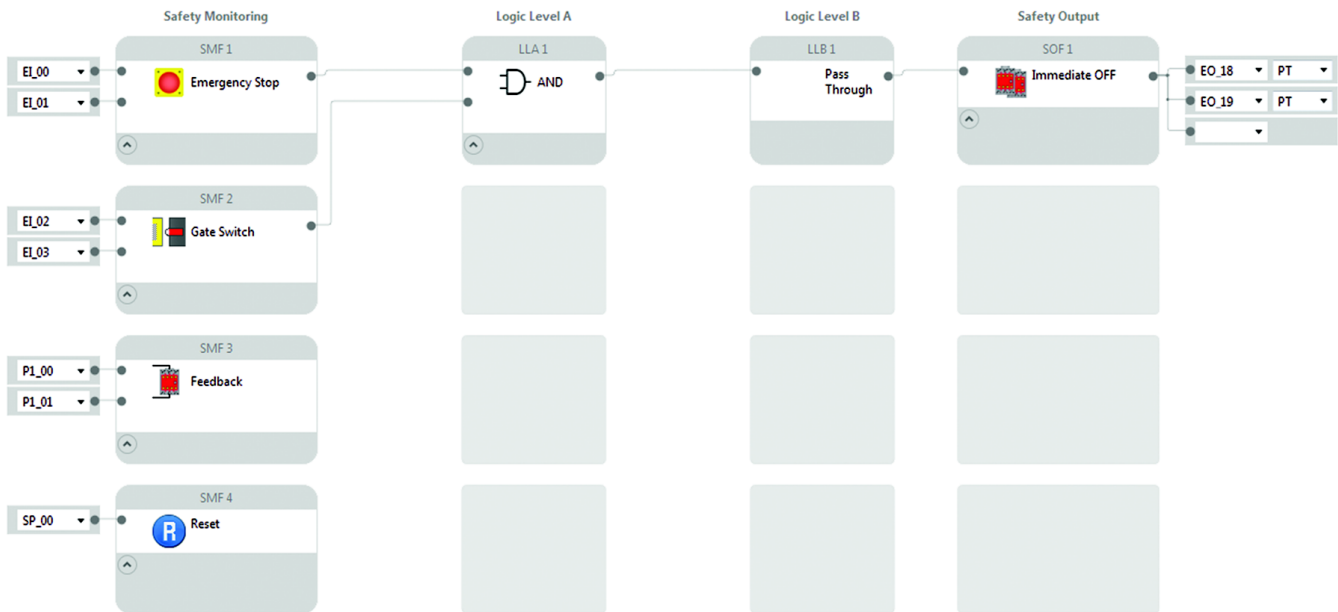 Safety Monitoring
Logic Level A
Logic Level B
Safety Output
SMF 1
LLA 1
LLB 1
SOF 1
EI_00
EI_01
Emergency Stop
AND
Pass
Through
Immediate OFF
EO_18
PT
EO_19
PT
SMF 2
EI_02
EI_03
Gate Switch
SMF 3
P1_00
P1_01
Feedback
SMF 4
SP_00
R
Reset